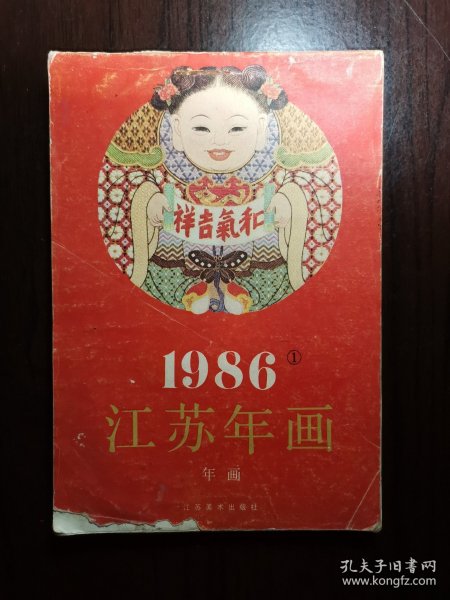 和氣吉祥
1986 ①
江苏年画
年画
江苏美术出版社
孔夫子旧书网
www.kongfz.com